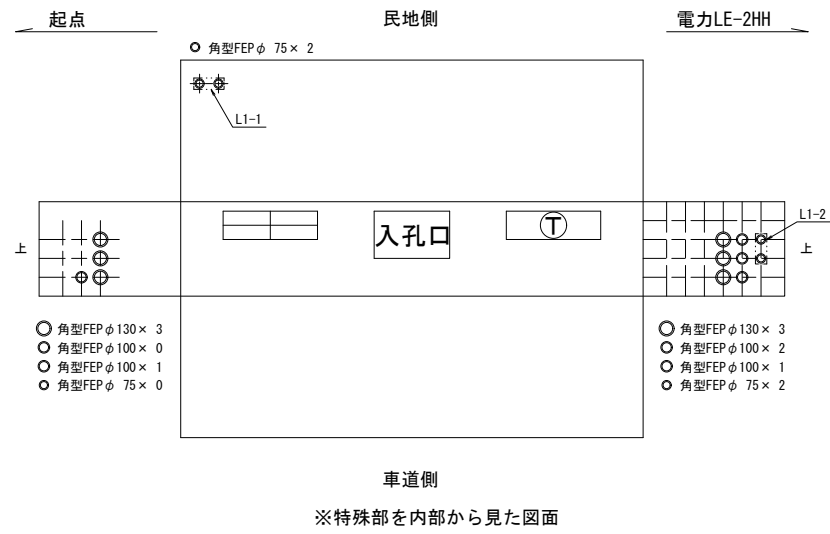 起点
民地側
電力LE-2HH
角型FEPφ 75× 2
L1-1
L1-2
上
入孔口
T
上
角型FEPφ130× 3
角型FEPφ100× 0
角型FEPφ100× 1
角型FEPφ 75× 0
角型FEPφ130× 3
角型FEPφ100× 2
角型FEPφ100× 1
角型FEPφ 75× 2
車道側
※特殊部を内部から見た図面